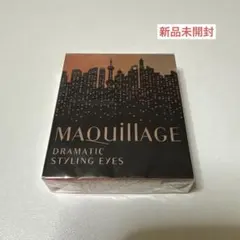 新品未開封
MAQuillAGE
DRAMATIC
STYLING EYES